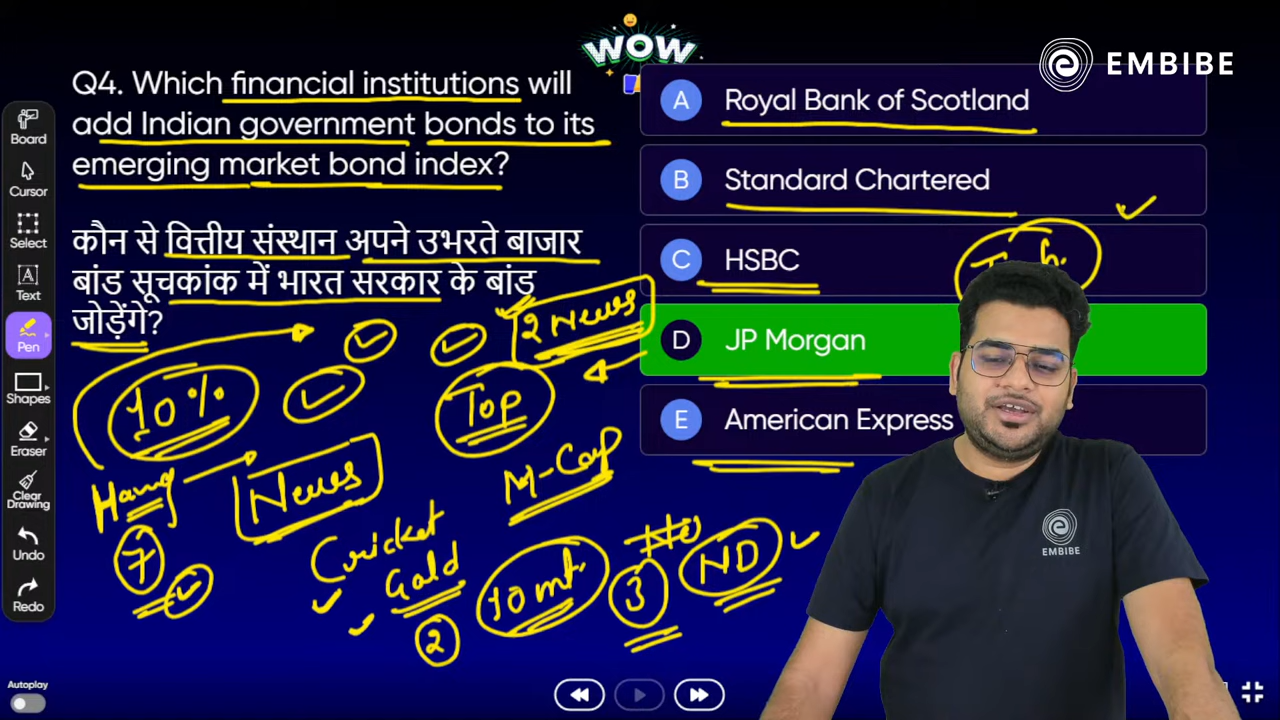 WOW
EMBIBE
Q4. Which financial institutions will
add Indian government bonds to its
emerging market bond index?
कौन से वित्तीय संस्थान अपने उभरते बाजार
बांड सूचकांक में भारत सरकार के बांड
जोड़ेंगे?
A Royal Bank of Scotland
B Standard Chartered
C HSBC
D JP Morgan
E American Express
Board
Cursor
Select
Text
Pen
Shapes
Eraser
Clear
Drawing
Undo
Redo
Autoplay
2 News
10%
Top
M-Cap
News
7
Cricket
Gold
2
10 mt.
3
ND
EMBIBE